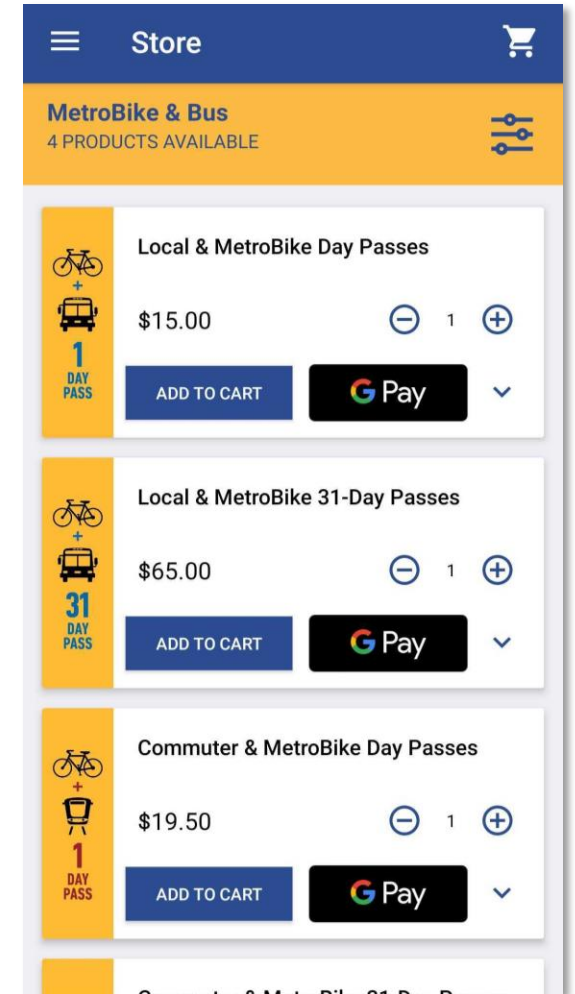 Store
MetroBike & Bus
4 PRODUCTS AVAILABLE
Local & MetroBike Day Passes
+
1
DAY
PASS
$15.00
1
ADD TO CART
G Pay
Local & MetroBike 31-Day Passes
+
31
DAY
PASS
$65.00
1
ADD TO CART
G Pay
Commuter & MetroBike Day Passes
+
1
DAY
PASS
$19.50
1
ADD TO CART
G Pay